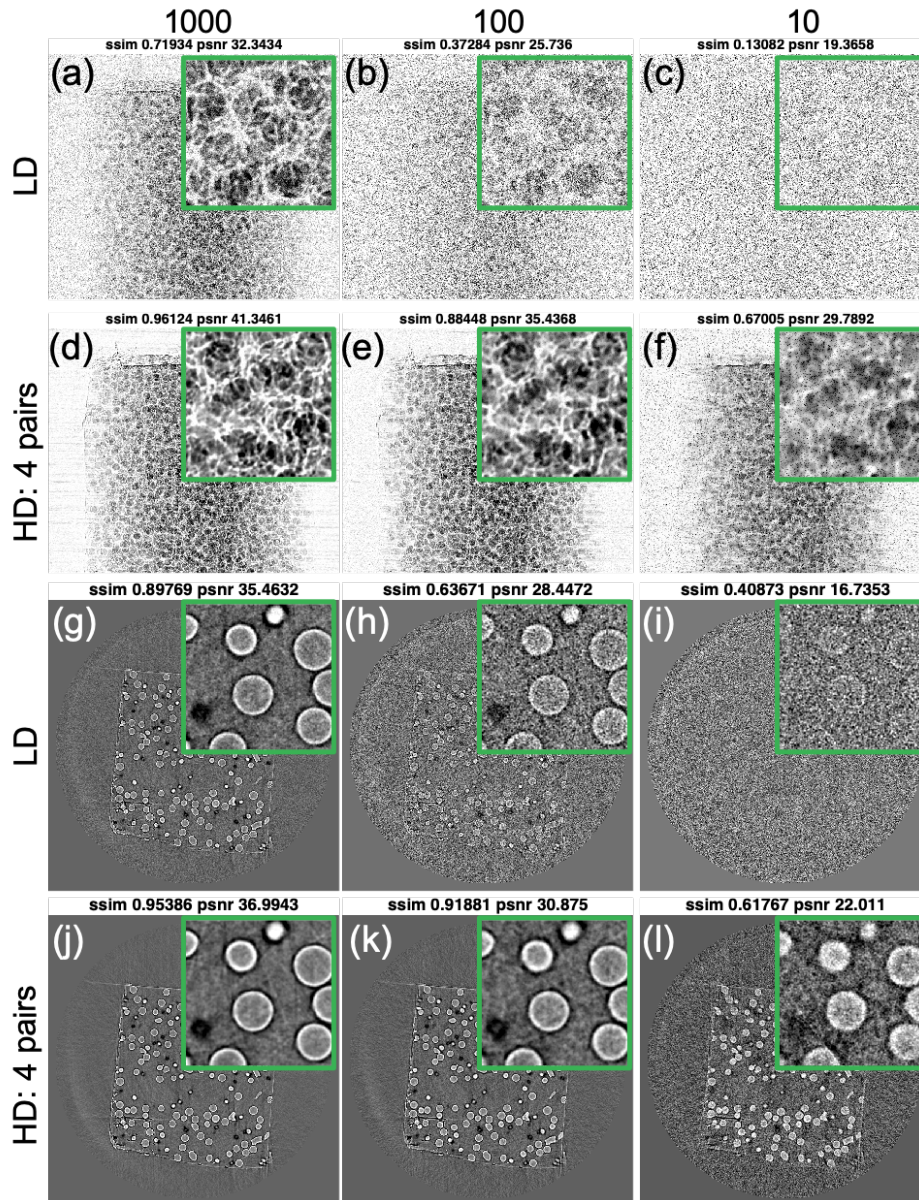 1000 100 10
ssim 0.71934 psnr 32.3434 ssim 0.37284 psnr 25.736 ssim 0.13082 psnr 19.3658
(a) (b) (c)
LD
ssim 0.96124 psnr 41.3461 ssim 0.88448 psnr 35.4368 ssim 0.67005 psnr 29.7892
(d) (e) (f)
HD: 4 pairs
ssim 0.89769 psnr 35.4632 ssim 0.63671 psnr 28.4472 ssim 0.40873 psnr 16.7353
(g) (h) (i)
LD
ssim 0.95386 psnr 36.9943 ssim 0.91881 psnr 30.875 ssim 0.61767 psnr 22.011
(j) (k) (l)
HD: 4 pairs